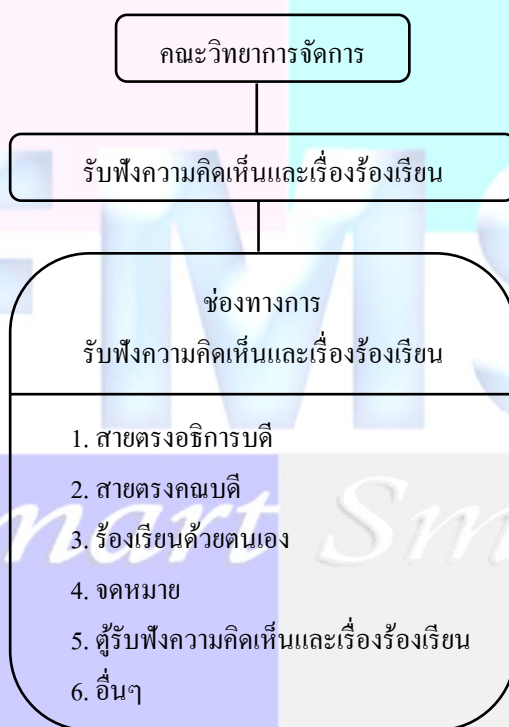 คณะวิทยาการจัดการ
รับฟังความคิดเห็นและเรื่องร้องเรียน
ช่องทางการ
รับฟังความคิดเห็นและเรื่องร้องเรียน
1. สายตรงอธิการบดี
2. สายตรงคณบดี
3. ร้องเรียนด้วยตนเอง
4. จดหมาย
5. ตู้รับฟังความคิดเห็นและเรื่องร้องเรียน
6. อื่นๆ
FMS
mart Sm